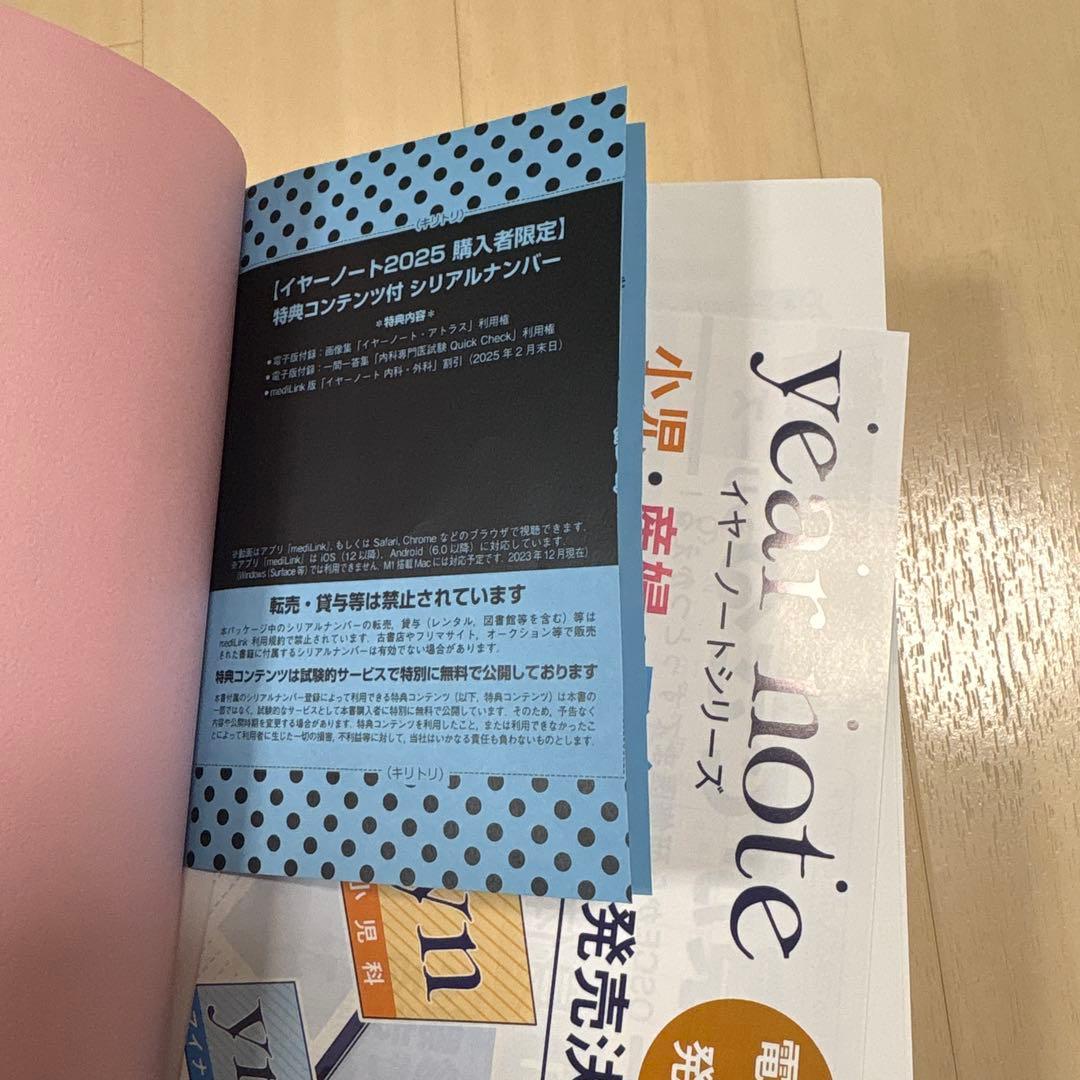 (キリトリ)
【イヤーノート2025 購入者限定】
特典コンテンツ付 シリアルナンバー
＊特典内容＊
●電子版付録：画像集「イヤーノート・アトラス」利用権
●電子版付録：一問一答集「内科専門医試験 Quick Check」利用権
●mediLink版「イヤーノート 内科・外科」割引（2025年2月末日）
※動画はアプリ「mediLink」，もしくは Safari, Chrome などのブラウザで視聴できます．
※アプリ「mediLink」は iOS（12以降），Android（6.0以降）に対応しています．
（Windows（Surface等）では利用できません．M1搭載Macには対応予定です．2023年12月現在）
転売・貸与等は禁止されています
本パッケージ中のシリアルナンバーの転売，貸与（レンタル，図書館等を含む）等は
mediLink利用規約で禁止されています．古書店やフリマサイト，オークション等で販売
された書籍に付属するシリアルナンバーは有効でない場合があります．
特典コンテンツは試験的サービスで特別に無料で公開しております
本書付属のシリアルナンバー登録によって利用できる特典コンテンツ（以下，特典コンテンツ）は本書の
一部ではなく，試験的なサービスとして本書購入者に特別に無料で公開しています．そのため，予告なく
内容や公開時期を変更する場合があります．特典コンテンツを利用したこと，または利用できなかったこ
とによって利用者に生じた一切の損害，不利益等に対して，当社はいかなる責任も負わないものとします．
(キリトリ)
year note
イヤーノートシリーズ
小児・産婦
発売決
電
発
yn
小児科